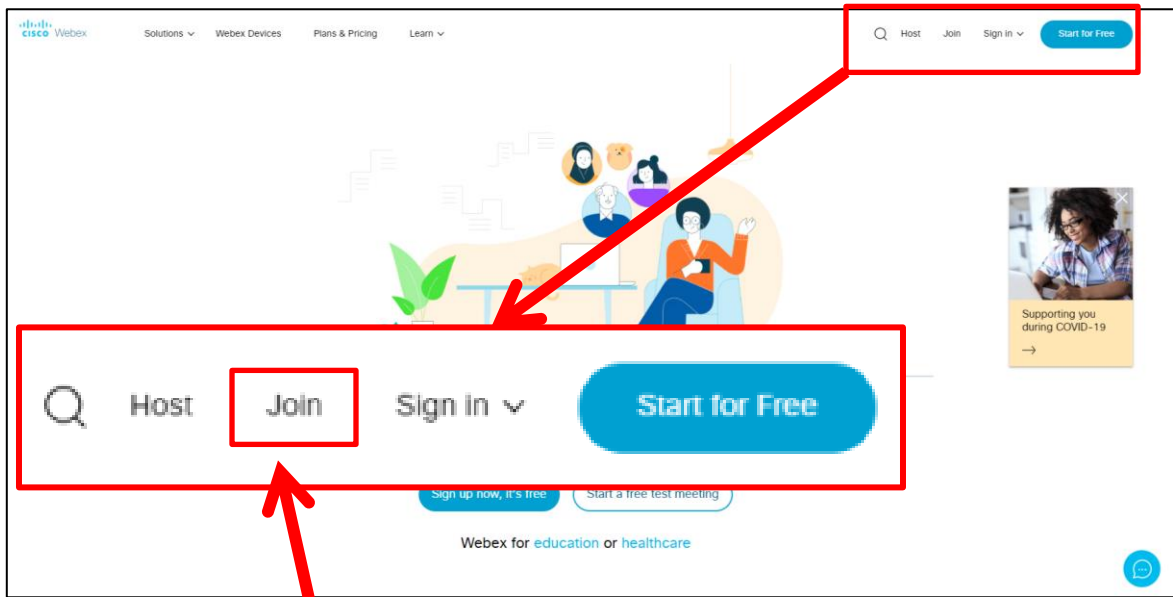 cisco Webex Solutions Webex Devices Plans & Pricing Learn Host Join Sign in Start for Free
Supporting you
during COVID-19
Host Join Sign in Start for Free
Sign up now, it's free Start a free test meeting
Webex for education or healthcare